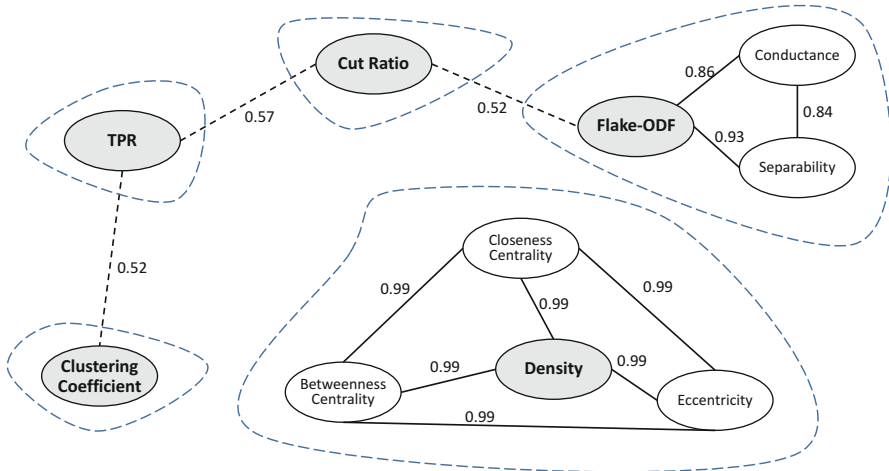 Cut Ratio
Conductance
0.86
0.57
0.52
0.84
TPR
Flake-ODF
0.93
Separability
Closeness
Centrality
0.52
0.99
0.99
0.99
Clustering
Coefficient
0.99
Density
0.99
Betweenness
Centrality
Eccentricity
0.99